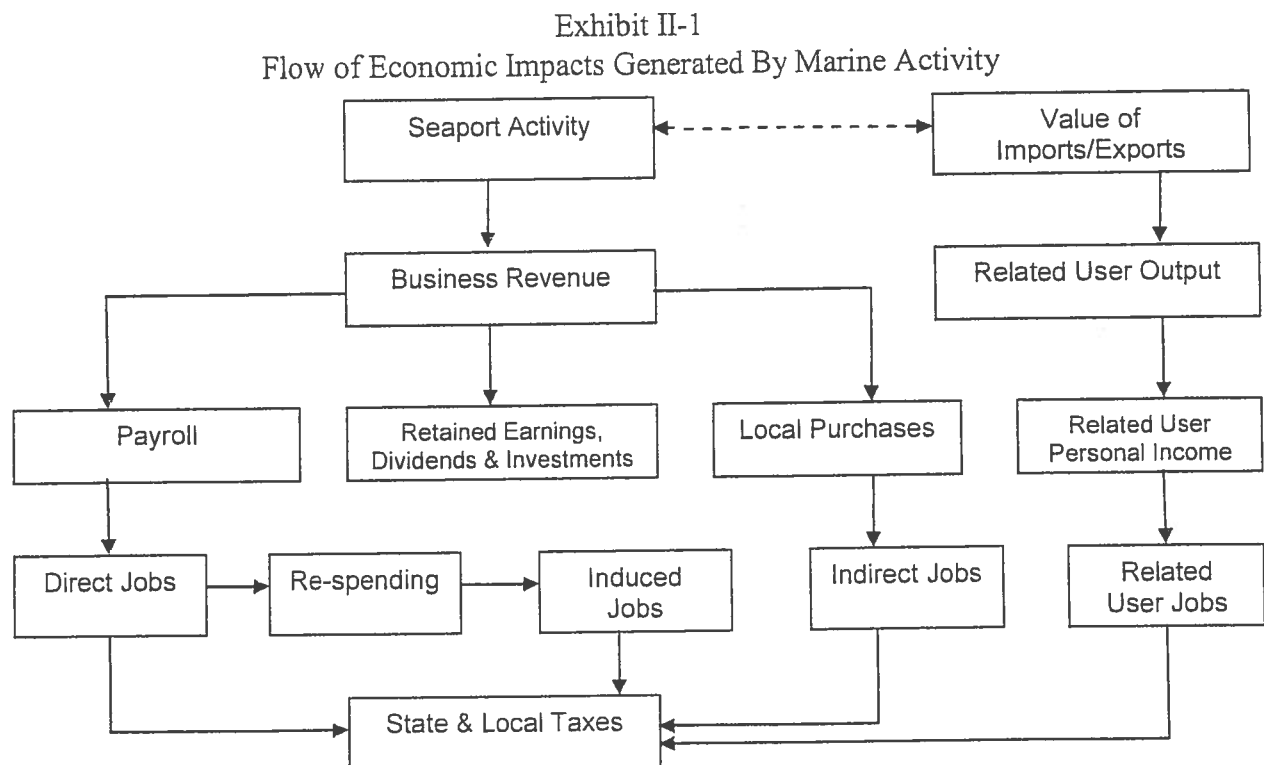 Exhibit II-1
Flow of Economic Impacts Generated By Marine Activity
Seaport Activity
Value of
Imports/Exports
Business Revenue
Related User Output
Payroll
Retained Earnings,
Dividends & Investments
Local Purchases
Related User
Personal Income
Direct Jobs
Re-spending
Induced
Jobs
Indirect Jobs
Related
User Jobs
State & Local Taxes